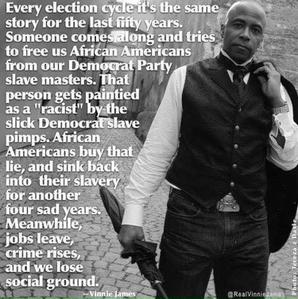 Every election cycle it's the same
story for the last fifty years.
Someone comes along and tries
to free us African Americans
from our Democrat Party
slave masters. That
person gets paintied
as a "racist" by the
slick Democrat slave
pimps. African
Americans buy that
lie, and sink back
into their slavery
for another
four sad years.
Meanwhile,
jobs leave,
crime rises,
and we lose
social ground.
—Vinnie James
@RealVinnieJames